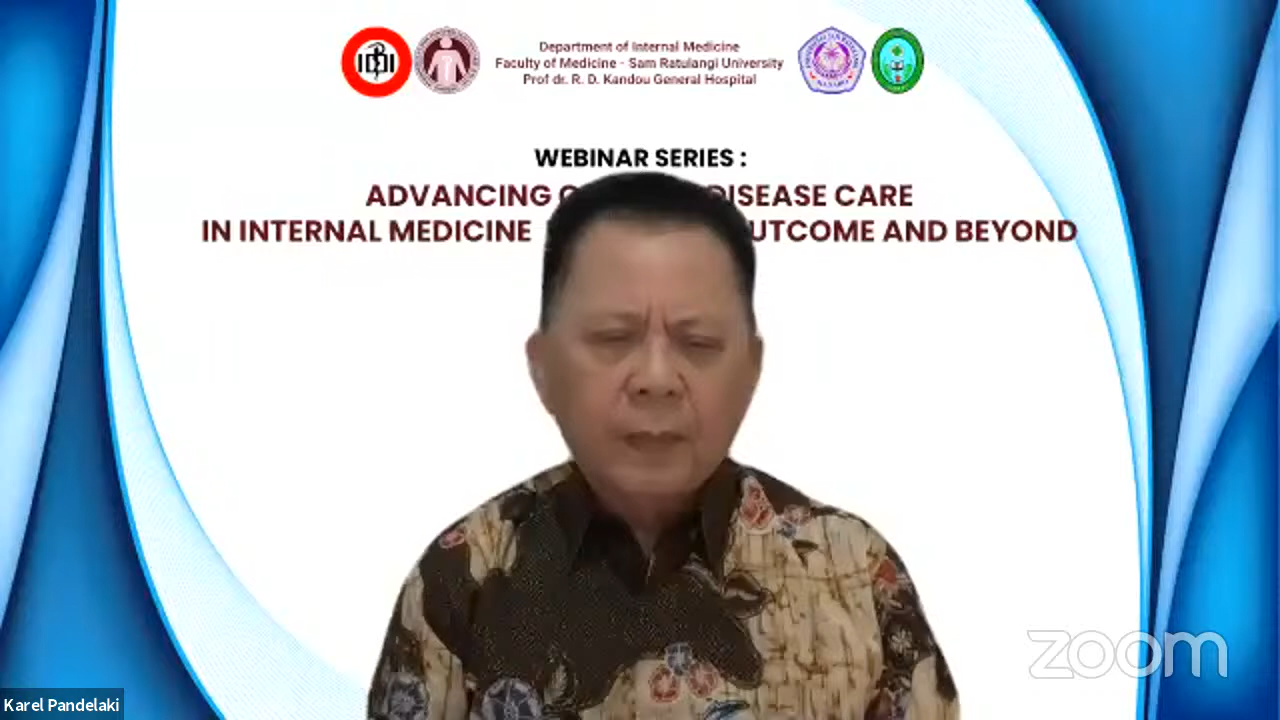 IDI
Department of Internal Medicine
Faculty of Medicine - Sam Ratulangi University
Prof dr. R. D. Kandou General Hospital
WEBINAR SERIES :
ADVANCING DISEASE CARE
IN INTERNAL MEDICINE UTCOME AND BEYOND
zoom
Karel Pandelaki